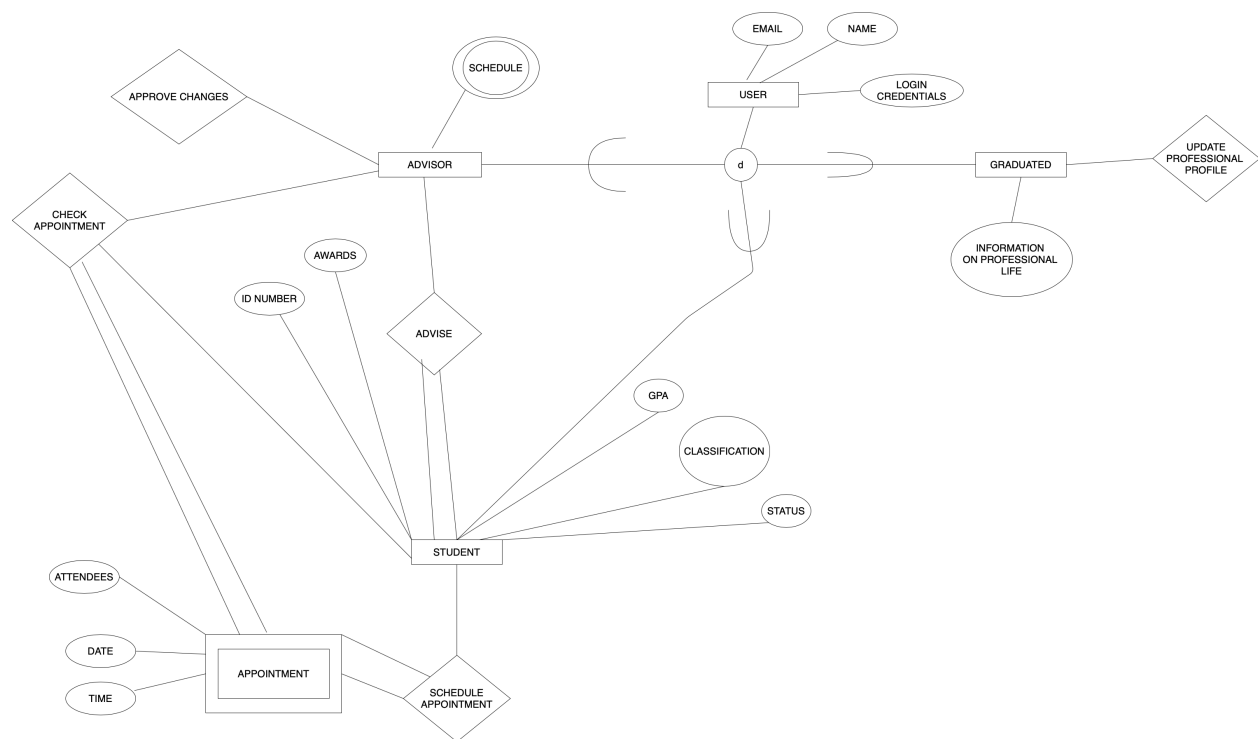 EMAIL
NAME
SCHEDULE
APPROVE CHANGES
USER
LOGIN
CREDENTIALS
ADVISOR
d
GRADUATED
UPDATE
PROFESSIONAL
PROFILE
CHECK
APPOINTMENT
AWARDS
INFORMATION
ON PROFESSIONAL
LIFE
ID NUMBER
ADVISE
GPA
CLASSIFICATION
STATUS
STUDENT
ATTENDEES
DATE
APPOINTMENT
TIME
SCHEDULE
APPOINTMENT